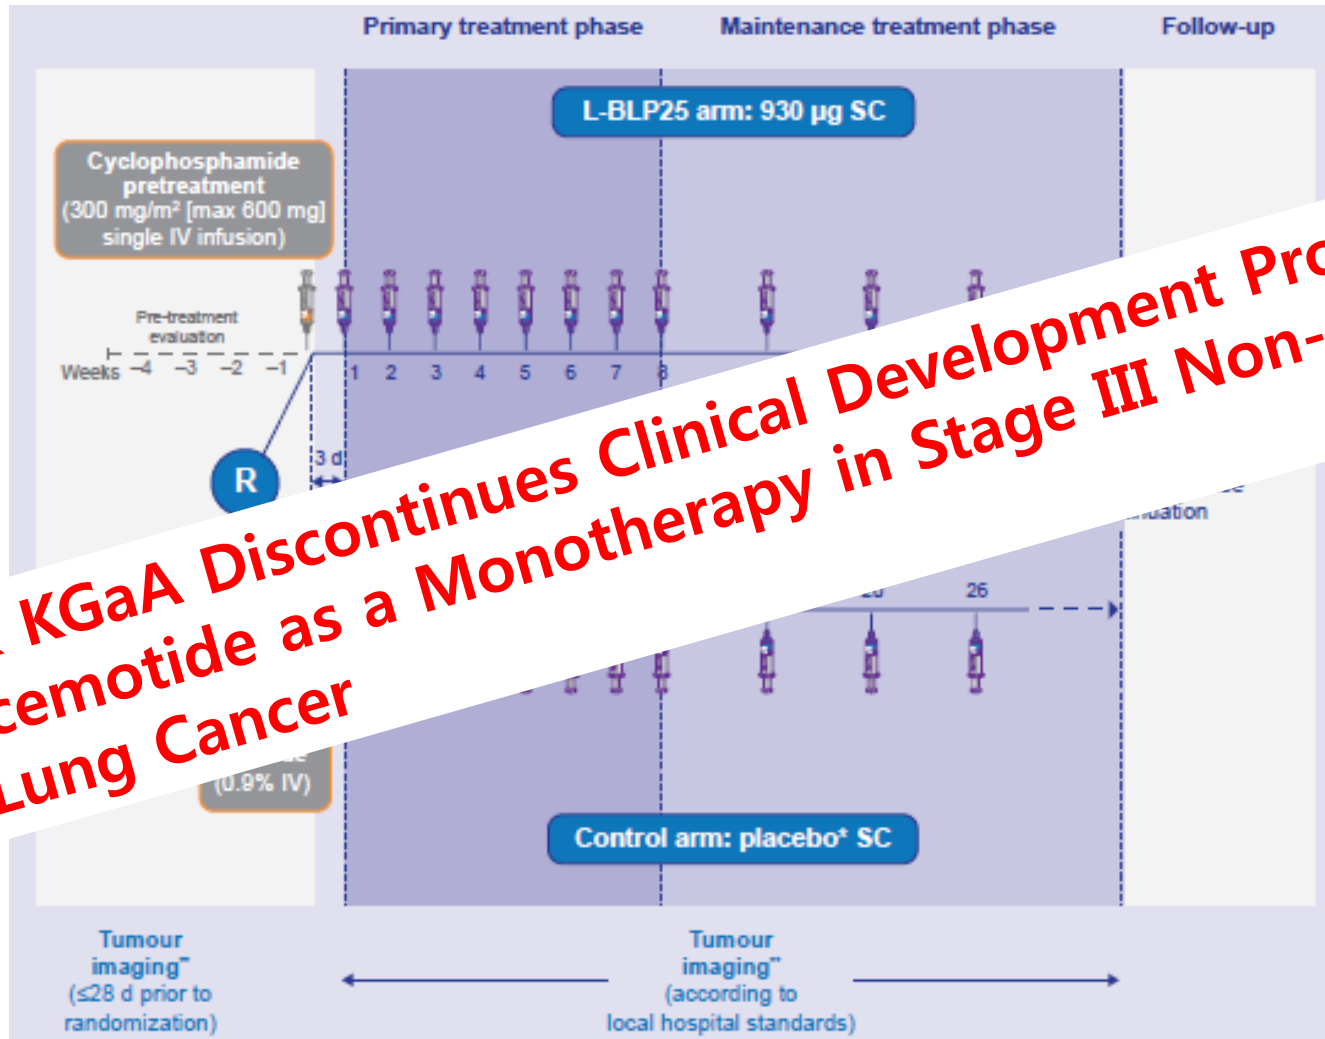 Primary treatment phase
Maintenance treatment phase
Follow-up
L-BLP25 arm: 930 µg SC
Cyclophosphamide
pretreatment
(300 mg/m² [max 600 mg]
single IV infusion)
Pre-treatment
evaluation
Weeks –4 –3 –2 –1 1 2 3 4 5 6 7 8
R
3 d
KGaA Discontinues Clinical Development
as a Monotherapy in Stage III Non-
Lung Cancer
26
(0.9% IV)
Control arm: placebo* SC
Tumour
imaging**
(≤28 d prior to
randomization)
Tumour
imaging**
(according to
local hospital standards)